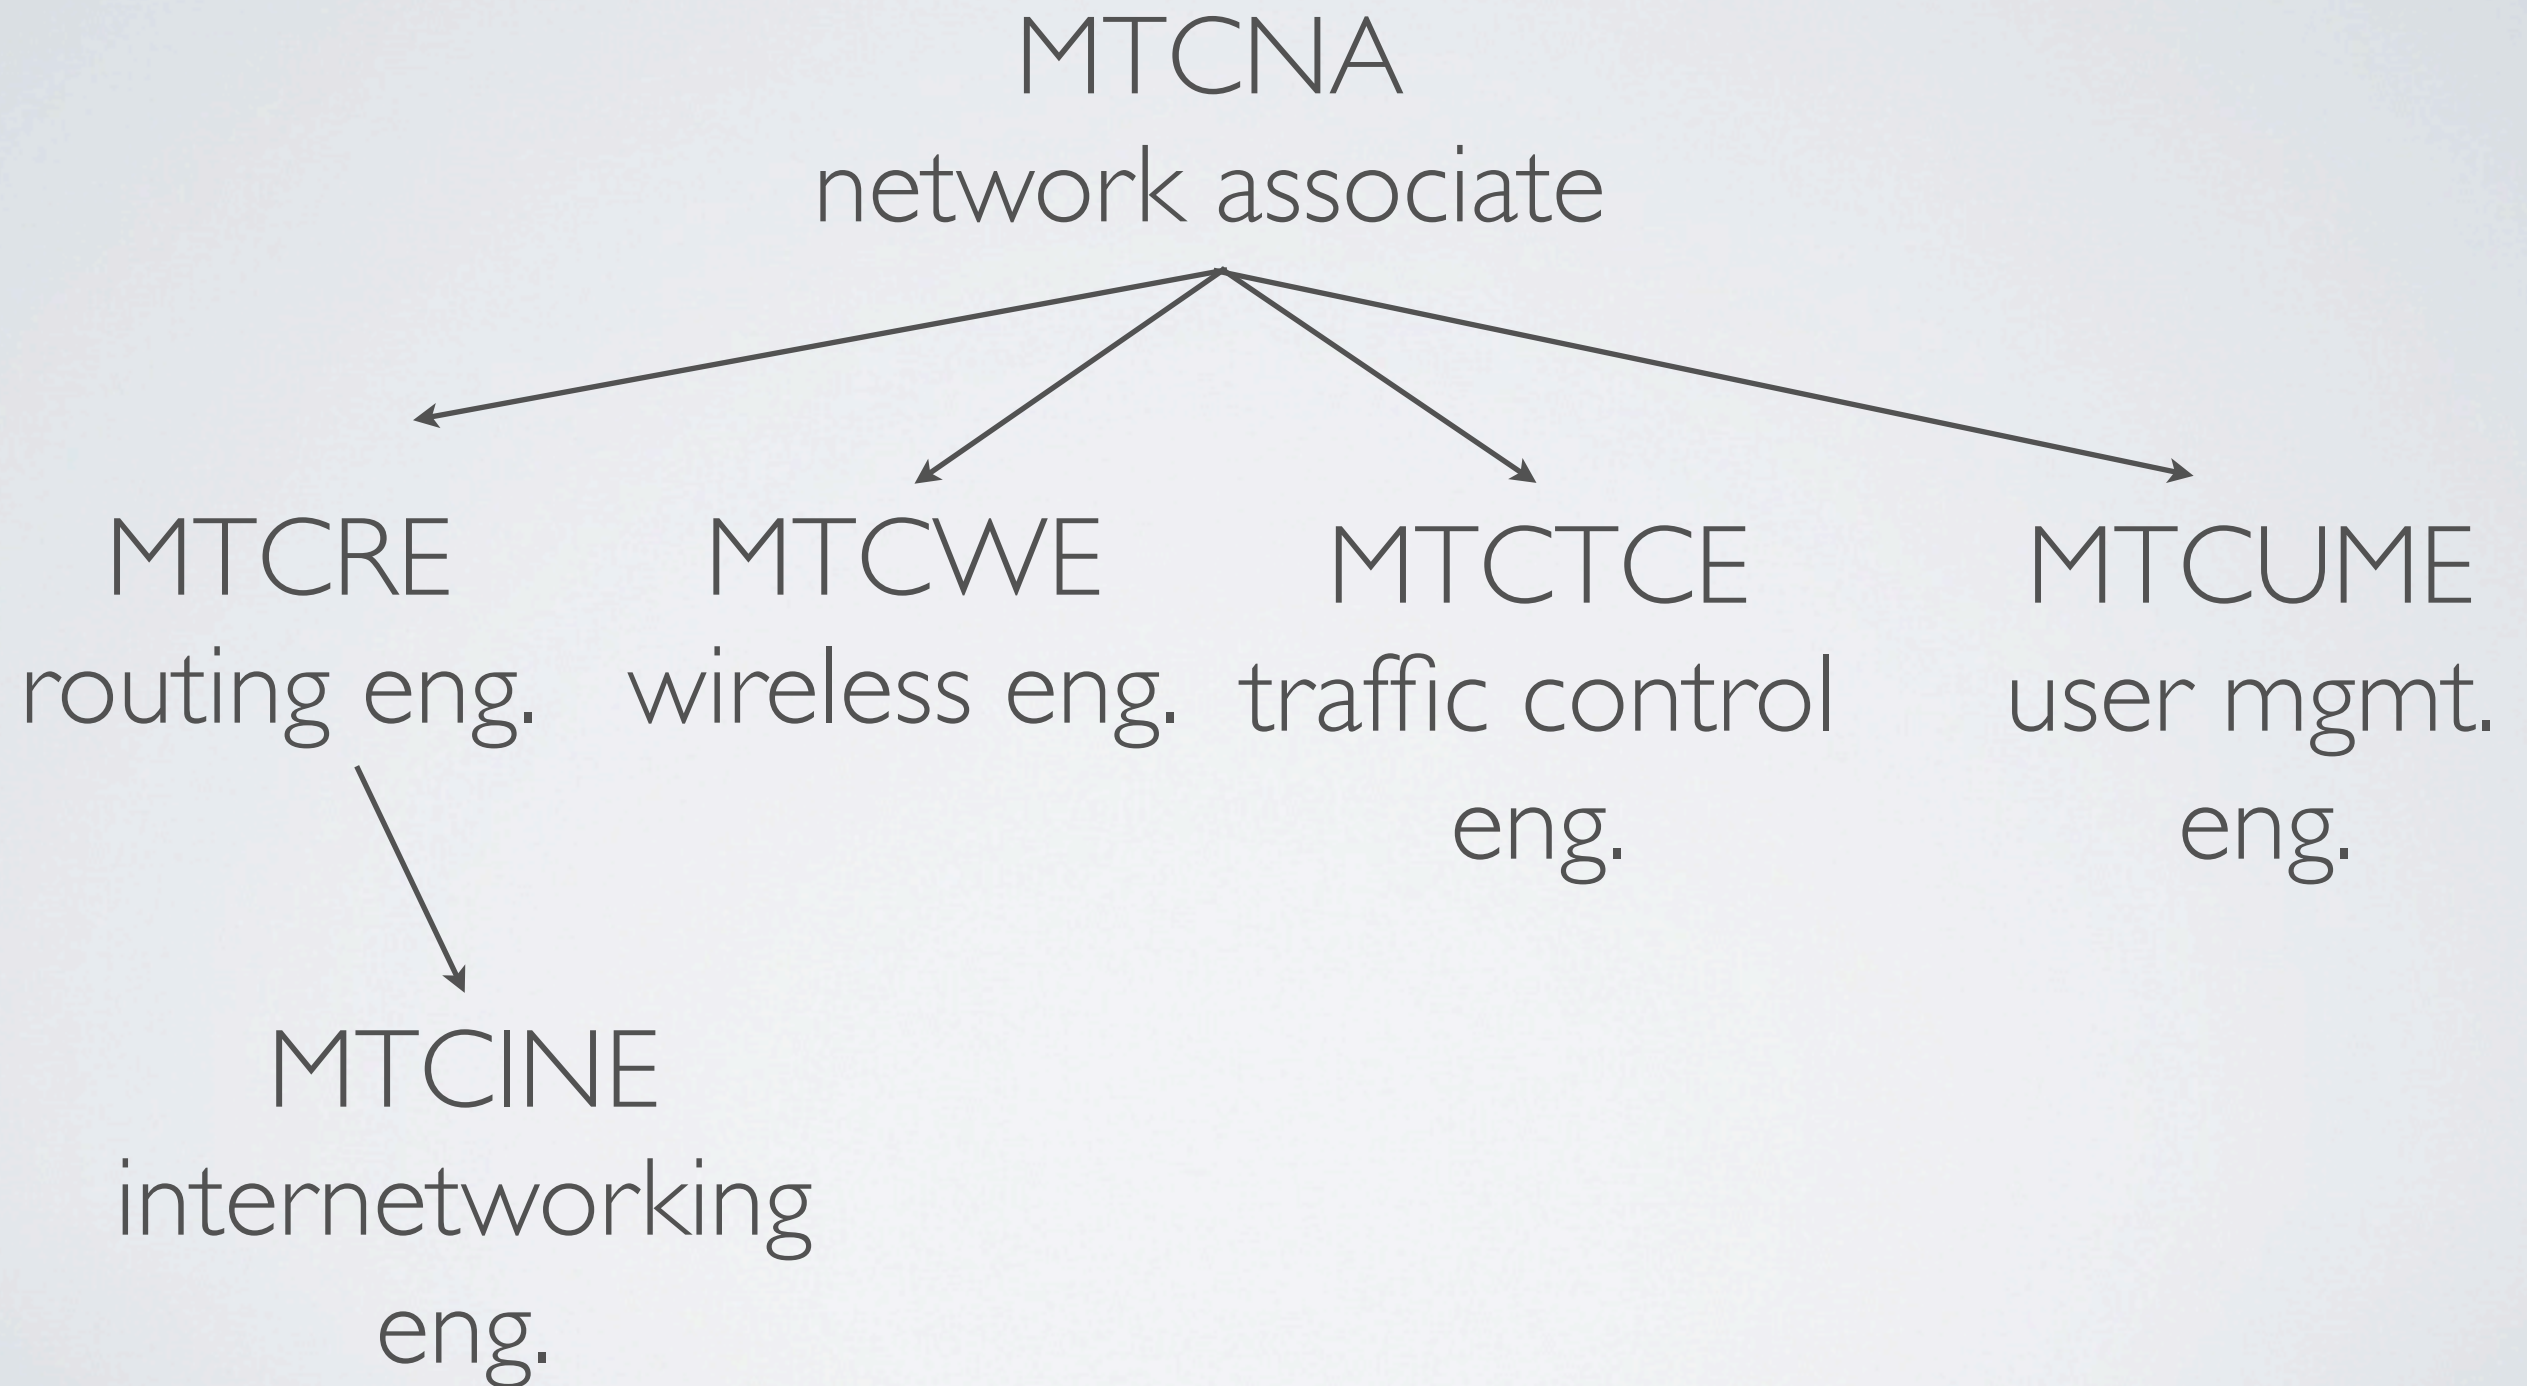 MTCNA
network associate
MTCRE
routing eng.
MTCWE
wireless eng.
MTCTCE
traffic control
eng.
MTCUME
user mgmt.
eng.
MTCINE
internetworking
eng.